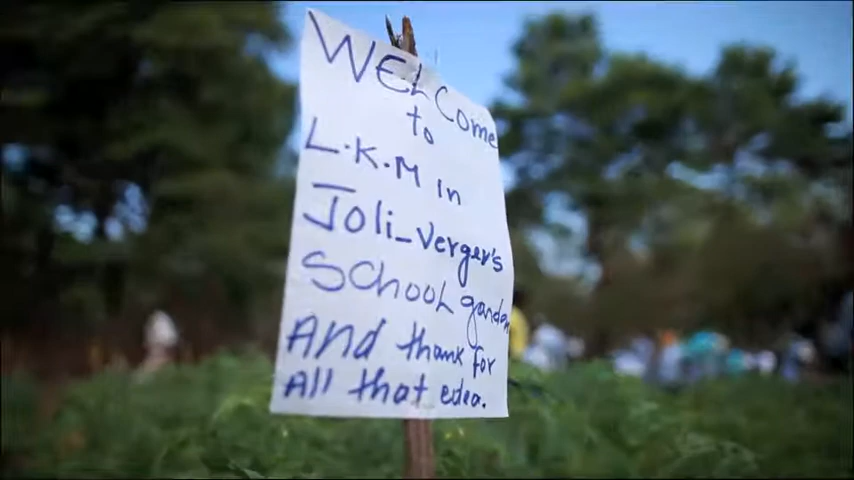 WELCome
to
L.K.M in
Joli_Verger's
School garden
And thank for
All that edea.